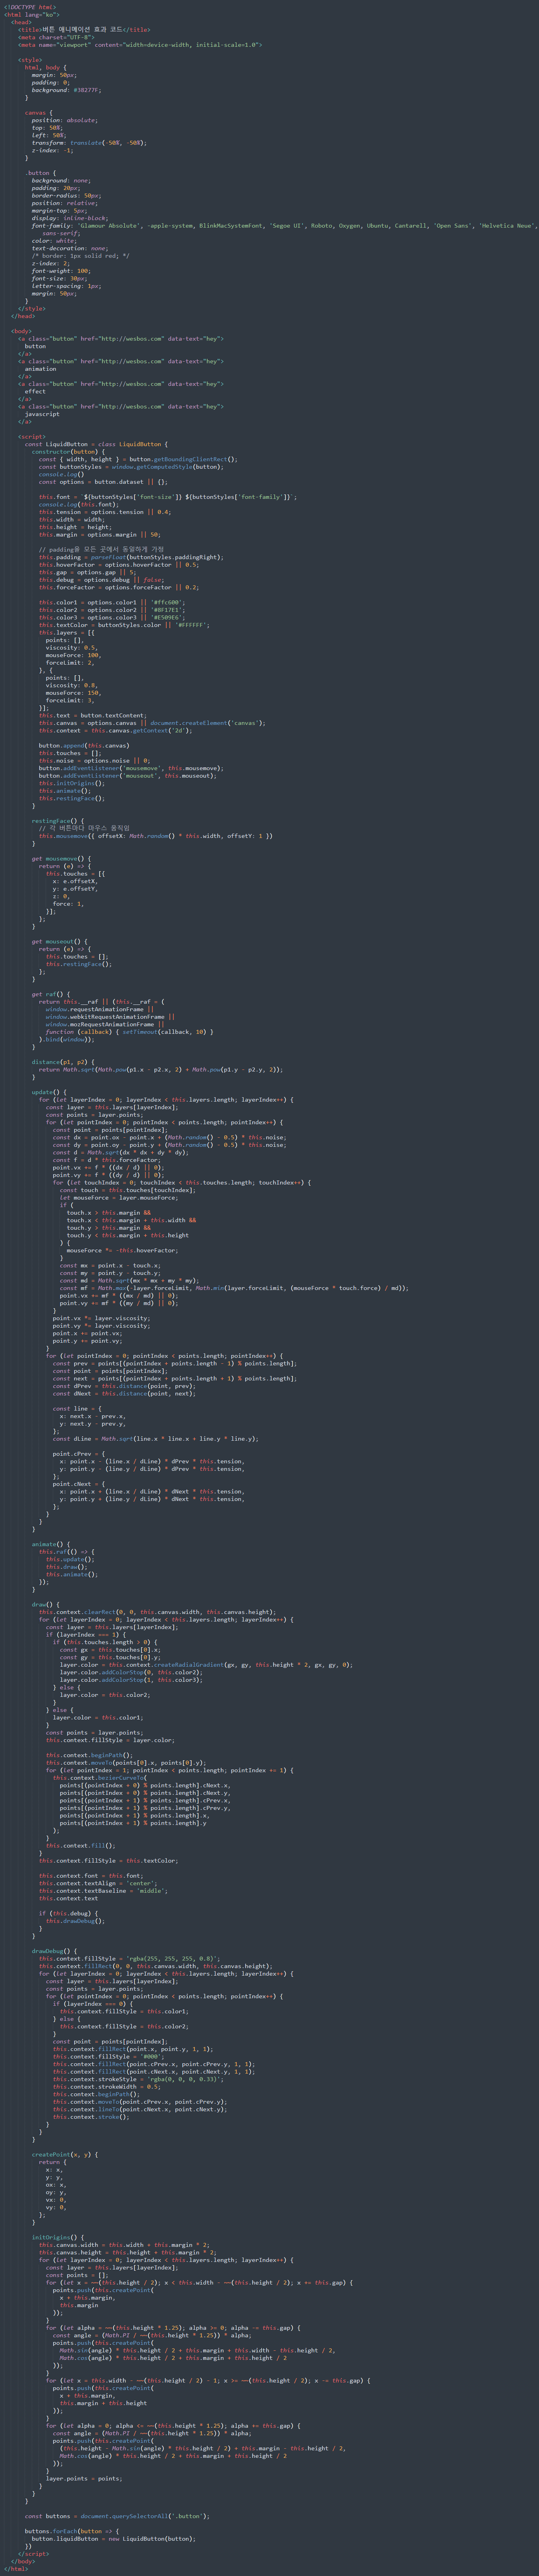 <!DOCTYPE html>
<html lang="ko">
<head>
<title>버튼 애니메이션 효과 코드</title>
<meta charset="UTF-8">
<meta name="viewport" content="width=device-width, initial-scale=1.0">
<style>
html, body {
margin: 50px;
padding: 0;
background: #38277F;
}
canvas {
position: absolute;
top: 50%;
left: 50%;
transform: translate(-50%, -50%);
z-index: -1;
}
.button {
background: none;
padding: 20px;
border-radius: 50px;
position: relative;
margin-top: 5px;
display: inline-block;
font-family: 'Glamour Absolute', -apple-system, BlinkMacSystemFont, 'Segoe UI', Roboto, Oxygen, Ubuntu, Cantarell, 'Open Sans', 'Helvetica Neue',
sans-serif;
color: white;
text-decoration: none;
/* border: 1px solid red; */
z-index: 2;
font-weight: 100;
font-size: 30px;
letter-spacing: 1px;
margin: 50px;
}
</style>
</head>
<body>
<a class="button" href="http://wesbos.com" data-text="hey">
button
</a>
<a class="button" href="http://wesbos.com" data-text="hey">
animation
</a>
<a class="button" href="http://wesbos.com" data-text="hey">
effect
</a>
<a class="button" href="http://wesbos.com" data-text="hey">
javascript
</a>
<script>
const LiquidButton = class LiquidButton {
constructor(button) {
const { width, height } = button.getBoundingClientRect();
const buttonStyles = window.getComputedStyle(button);
console.log()
const options = button.dataset || {};
this.font = `${buttonStyles['font-size']} ${buttonStyles['font-family']}`;
console.log(this.font);
this.tension = options.tension || 0.4;
this.width = width;
this.height = height;
this.margin = options.margin || 50;
// padding을 모든 곳에서 동일하게 가정
this.padding = parseFloat(buttonStyles.paddingRight);
this.hoverFactor = options.hoverFactor || 0.5;
this.gap = options.gap || 5;
this.debug = options.debug || false;
this.forceFactor = options.forceFactor || 0.2;
this.color1 = options.color1 || '#ffc600';
this.color2 = options.color2 || '#8F17E1';
this.color3 = options.color3 || '#E509E6';
this.textColor = buttonStyles.color || '#FFFFFF';
this.layers = [{
points: [],
viscosity: 0.5,
mouseForce: 100,
forceLimit: 2,
}, {
points: [],
viscosity: 0.8,
mouseForce: 150,
forceLimit: 3,
}];
this.text = button.textContent;
this.canvas = options.canvas || document.createElement('canvas');
this.context = this.canvas.getContext('2d');
button.append(this.canvas)
this.touches = [];
this.noise = options.noise || 0;
button.addEventListener('mousemove', this.mousemove);
button.addEventListener('mouseout', this.mouseout);
this.initOrigins();
this.animate();
this.restingFace();
}
restingFace() {
// 각 버튼마다 마우스 움직임
this.mousemove({ offsetX: Math.random() * this.width, offsetY: 1 })
}
get mousemove() {
return (e) => {
this.touches = [{
x: e.offsetX,
y: e.offsetY,
z: 0,
force: 1,
}];
};
}
get mouseout() {
return (e) => {
this.touches = [];
this.restingFace();
};
}
get raf() {
return this.__raf || (this.__raf = (
window.requestAnimationFrame ||
window.webkitRequestAnimationFrame ||
window.mozRequestAnimationFrame ||
function (callback) { setTimeout(callback, 10) }
).bind(window));
}
distance(p1, p2) {
return Math.sqrt(Math.pow(p1.x - p2.x, 2) + Math.pow(p1.y - p2.y, 2));
}
update() {
for (let layerIndex = 0; layerIndex < this.layers.length; layerIndex++) {
const layer = this.layers[layerIndex];
const points = layer.points;
for (let pointIndex = 0; pointIndex < points.length; pointIndex++) {
const point = points[pointIndex];
const dx = point.ox - point.x + (Math.random() - 0.5) * this.noise;
const dy = point.oy - point.y + (Math.random() - 0.5) * this.noise;
const d = Math.sqrt(dx * dx + dy * dy);
const f = d * this.forceFactor;
point.vx += f * ((dx / d) || 0);
point.vy += f * ((dy / d) || 0);
for (let touchIndex = 0; touchIndex < this.touches.length; touchIndex++) {
const touch = this.touches[touchIndex];
let mouseForce = layer.mouseForce;
if (
touch.x > this.margin &&
touch.x < this.margin + this.width &&
touch.y > this.margin &&
touch.y < this.margin + this.height
) {
mouseForce *= -this.hoverFactor;
}
const mx = point.x - touch.x;
const my = point.y - touch.y;
const md = Math.sqrt(mx * mx + my * my);
const mf = Math.max(-layer.forceLimit, Math.min(layer.forceLimit, (mouseForce * touch.force) / md));
point.vx += mf * ((mx / md) || 0);
point.vy += mf * ((my / md) || 0);
}
point.vx *= layer.viscosity;
point.vy *= layer.viscosity;
point.x += point.vx;
point.y += point.vy;
}
for (let pointIndex = 0; pointIndex < points.length; pointIndex++) {
const prev = points[(pointIndex + points.length - 1) % points.length];
const point = points[pointIndex];
const next = points[(pointIndex + points.length + 1) % points.length];
const dPrev = this.distance(point, prev);
const dNext = this.distance(point, next);
const line = {
x: next.x - prev.x,
y: next.y - prev.y,
};
const dLine = Math.sqrt(line.x * line.x + line.y * line.y);
point.cPrev = {
x: point.x - (line.x / dLine) * dPrev * this.tension,
y: point.y - (line.y / dLine) * dPrev * this.tension,
};
point.cNext = {
x: point.x + (line.x / dLine) * dNext * this.tension,
y: point.y + (line.y / dLine) * dNext * this.tension,
};
}
}
}
animate() {
this.raf(() => {
this.update();
this.draw();
this.animate();
});
}
draw() {
this.context.clearRect(0, 0, this.canvas.width, this.canvas.height);
for (let layerIndex = 0; layerIndex < this.layers.length; layerIndex++) {
const layer = this.layers[layerIndex];
if (layerIndex === 1) {
if (this.touches.length > 0) {
const gx = this.touches[0].x;
const gy = this.touches[0].y;
layer.color = this.context.createRadialGradient(gx, gy, this.height * 2, gx, gy, 0);
layer.color.addColorStop(0, this.color2);
layer.color.addColorStop(1, this.color3);
} else {
layer.color = this.color2;
}
} else {
layer.color = this.color1;
}
const points = layer.points;
this.context.fillStyle = layer.color;
this.context.beginPath();
this.context.moveTo(points[0].x, points[0].y);
for (let pointIndex = 1; pointIndex < points.length; pointIndex += 1) {
this.context.bezierCurveTo(
points[(pointIndex + 0) % points.length].cNext.x,
points[(pointIndex + 0) % points.length].cNext.y,
points[(pointIndex + 1) % points.length].cPrev.x,
points[(pointIndex + 1) % points.length].cPrev.y,
points[(pointIndex + 1) % points.length].x,
points[(pointIndex + 1) % points.length].y
);
}
this.context.fill();
}
this.context.fillStyle = this.textColor;
this.context.font = this.font;
this.context.textAlign = 'center';
this.context.textBaseline = 'middle';
this.context.text
if (this.debug) {
this.drawDebug();
}
}
drawDebug() {
this.context.fillStyle = 'rgba(255, 255, 255, 0.8)';
this.context.fillRect(0, 0, this.canvas.width, this.canvas.height);
for (let layerIndex = 0; layerIndex < this.layers.length; layerIndex++) {
const layer = this.layers[layerIndex];
const points = layer.points;
for (let pointIndex = 0; pointIndex < points.length; pointIndex++) {
if (layerIndex === 0) {
this.context.fillStyle = this.color1;
} else {
this.context.fillStyle = this.color2;
}
const point = points[pointIndex];
this.context.fillRect(point.x, point.y, 1, 1);
this.context.fillStyle = '#000';
this.context.fillRect(point.cPrev.x, point.cPrev.y, 1, 1);
this.context.fillRect(point.cNext.x, point.cNext.y, 1, 1);
this.context.strokeStyle = 'rgba(0, 0, 0, 0.33)';
this.context.strokeWidth = 0.5;
this.context.beginPath();
this.context.moveTo(point.cPrev.x, point.cPrev.y);
this.context.lineTo(point.cNext.x, point.cNext.y);
this.context.stroke();
}
}
}
createPoint(x, y) {
return {
x: x,
y: y,
ox: x,
oy: y,
vx: 0,
vy: 0,
};
}
initOrigins() {
this.canvas.width = this.width + this.margin * 2;
this.canvas.height = this.height + this.margin * 2;
for (let layerIndex = 0; layerIndex < this.layers.length; layerIndex++) {
const layer = this.layers[layerIndex];
const points = [];
for (let x = ~~(this.height / 2); x < this.width - ~~(this.height / 2); x += this.gap) {
points.push(this.createPoint(
x + this.margin,
this.margin
));
}
for (let alpha = ~~(this.height * 1.25); alpha >= 0; alpha -= this.gap) {
const angle = (Math.PI / ~~(this.height * 1.25)) * alpha;
points.push(this.createPoint(
Math.sin(angle) * this.height / 2 + this.margin + this.width - this.height / 2,
Math.cos(angle) * this.height / 2 + this.margin + this.height / 2
));
}
for (let x = this.width - ~~(this.height / 2) - 1; x >= ~~(this.height / 2); x -= this.gap) {
points.push(this.createPoint(
x + this.margin,
this.margin + this.height
));
}
for (let alpha = 0; alpha <= ~~(this.height * 1.25); alpha += this.gap) {
const angle = (Math.PI / ~~(this.height * 1.25)) * alpha;
points.push(this.createPoint(
(this.height - Math.sin(angle) * this.height / 2) + this.margin - this.height / 2,
Math.cos(angle) * this.height / 2 + this.margin + this.height / 2
));
}
layer.points = points;
}
}
}
const buttons = document.querySelectorAll('.button');
buttons.forEach(button => {
button.liquidButton = new LiquidButton(button);
})
</script>
</body>
</html>